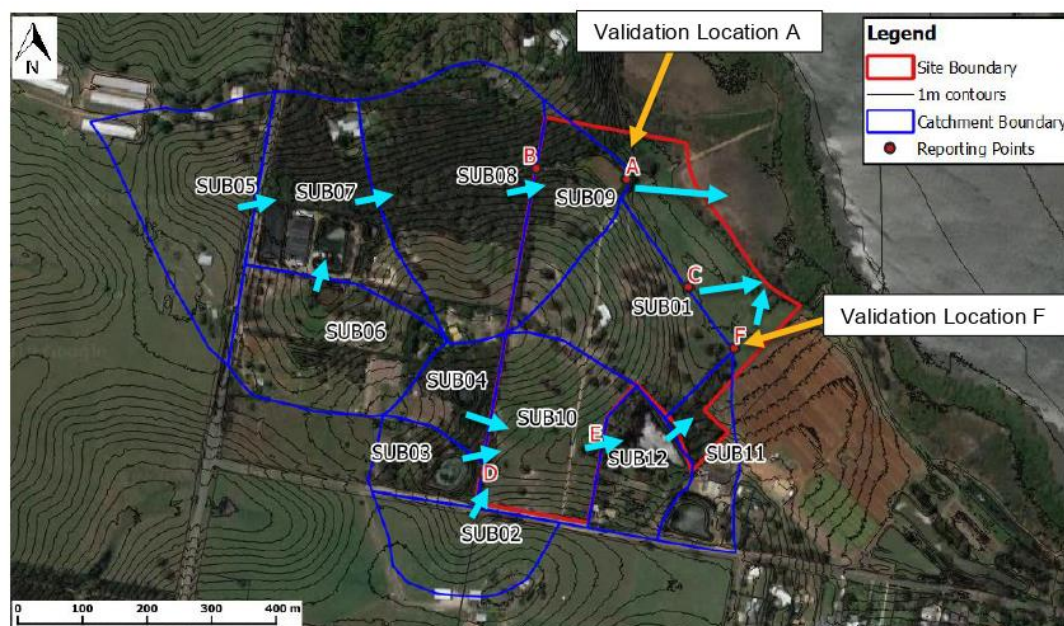 Validation Location A
Legend
Site Boundary
1m contours
Catchment Boundary
Reporting Points
N
B
A
SUB05
SUB07
SUB08
SUB09
C
SUB01
Validation Location F
F
SUB06
SUB04
SUB10
E
SUB03
SUB12
SUB11
D
SUB02
0 100 200 300 400 m